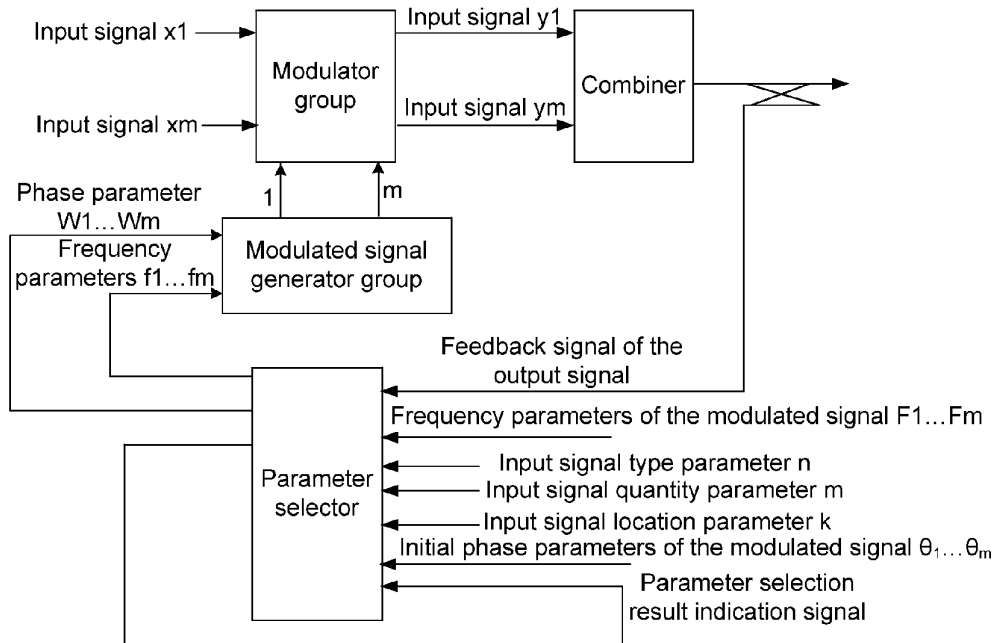 Input signal x1
Input signal xm
Modulator
group
Input signal y1
Input signal ym
Combiner
1
m
Phase parameter
W1...Wm
Frequency
parameters f1...fm
Modulated signal
generator group
Feedback signal of the
output signal
Frequency parameters of the modulated signal F1...Fm
Input signal type parameter n
Input signal quantity parameter m
Input signal location parameter k
Initial phase parameters of the modulated signal θ₁...θₘ
Parameter selection
result indication signal
Parameter
selector